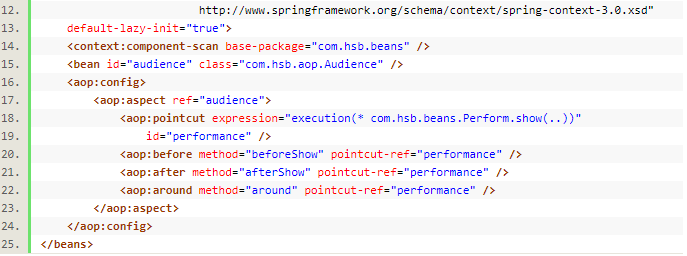 12. http://www.springframework.org/schema/context/spring-context-3.0.xsd"
13. default-lazy-init="true">
14. <context:component-scan base-package="com.hsb.beans" />
15. <bean id="audience" class="com.hsb.aop.Audience" />
16. <aop:config>
17. <aop:aspect ref="audience">
18. <aop:pointcut expression="execution(* com.hsb.beans.Perform.show(..))"
19. id="performance" />
20. <aop:before method="beforeShow" pointcut-ref="performance" />
21. <aop:after method="afterShow" pointcut-ref="performance" />
22. <aop:around method="around" pointcut-ref="performance" />
23. </aop:aspect>
24. </aop:config>
25. </beans>